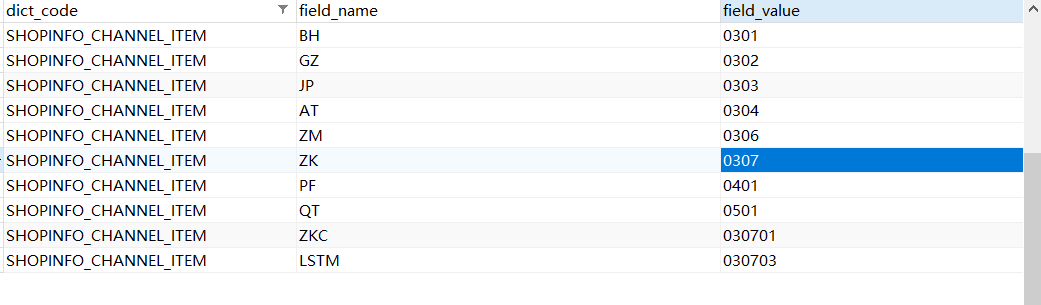 dict_code field_name field_value
SHOPINFO_CHANNEL_ITEM BH 0301
SHOPINFO_CHANNEL_ITEM GZ 0302
SHOPINFO_CHANNEL_ITEM JP 0303
SHOPINFO_CHANNEL_ITEM AT 0304
SHOPINFO_CHANNEL_ITEM ZM 0306
SHOPINFO_CHANNEL_ITEM ZK 0307
SHOPINFO_CHANNEL_ITEM PF 0401
SHOPINFO_CHANNEL_ITEM QT 0501
SHOPINFO_CHANNEL_ITEM ZKC 030701
SHOPINFO_CHANNEL_ITEM LSTM 030703